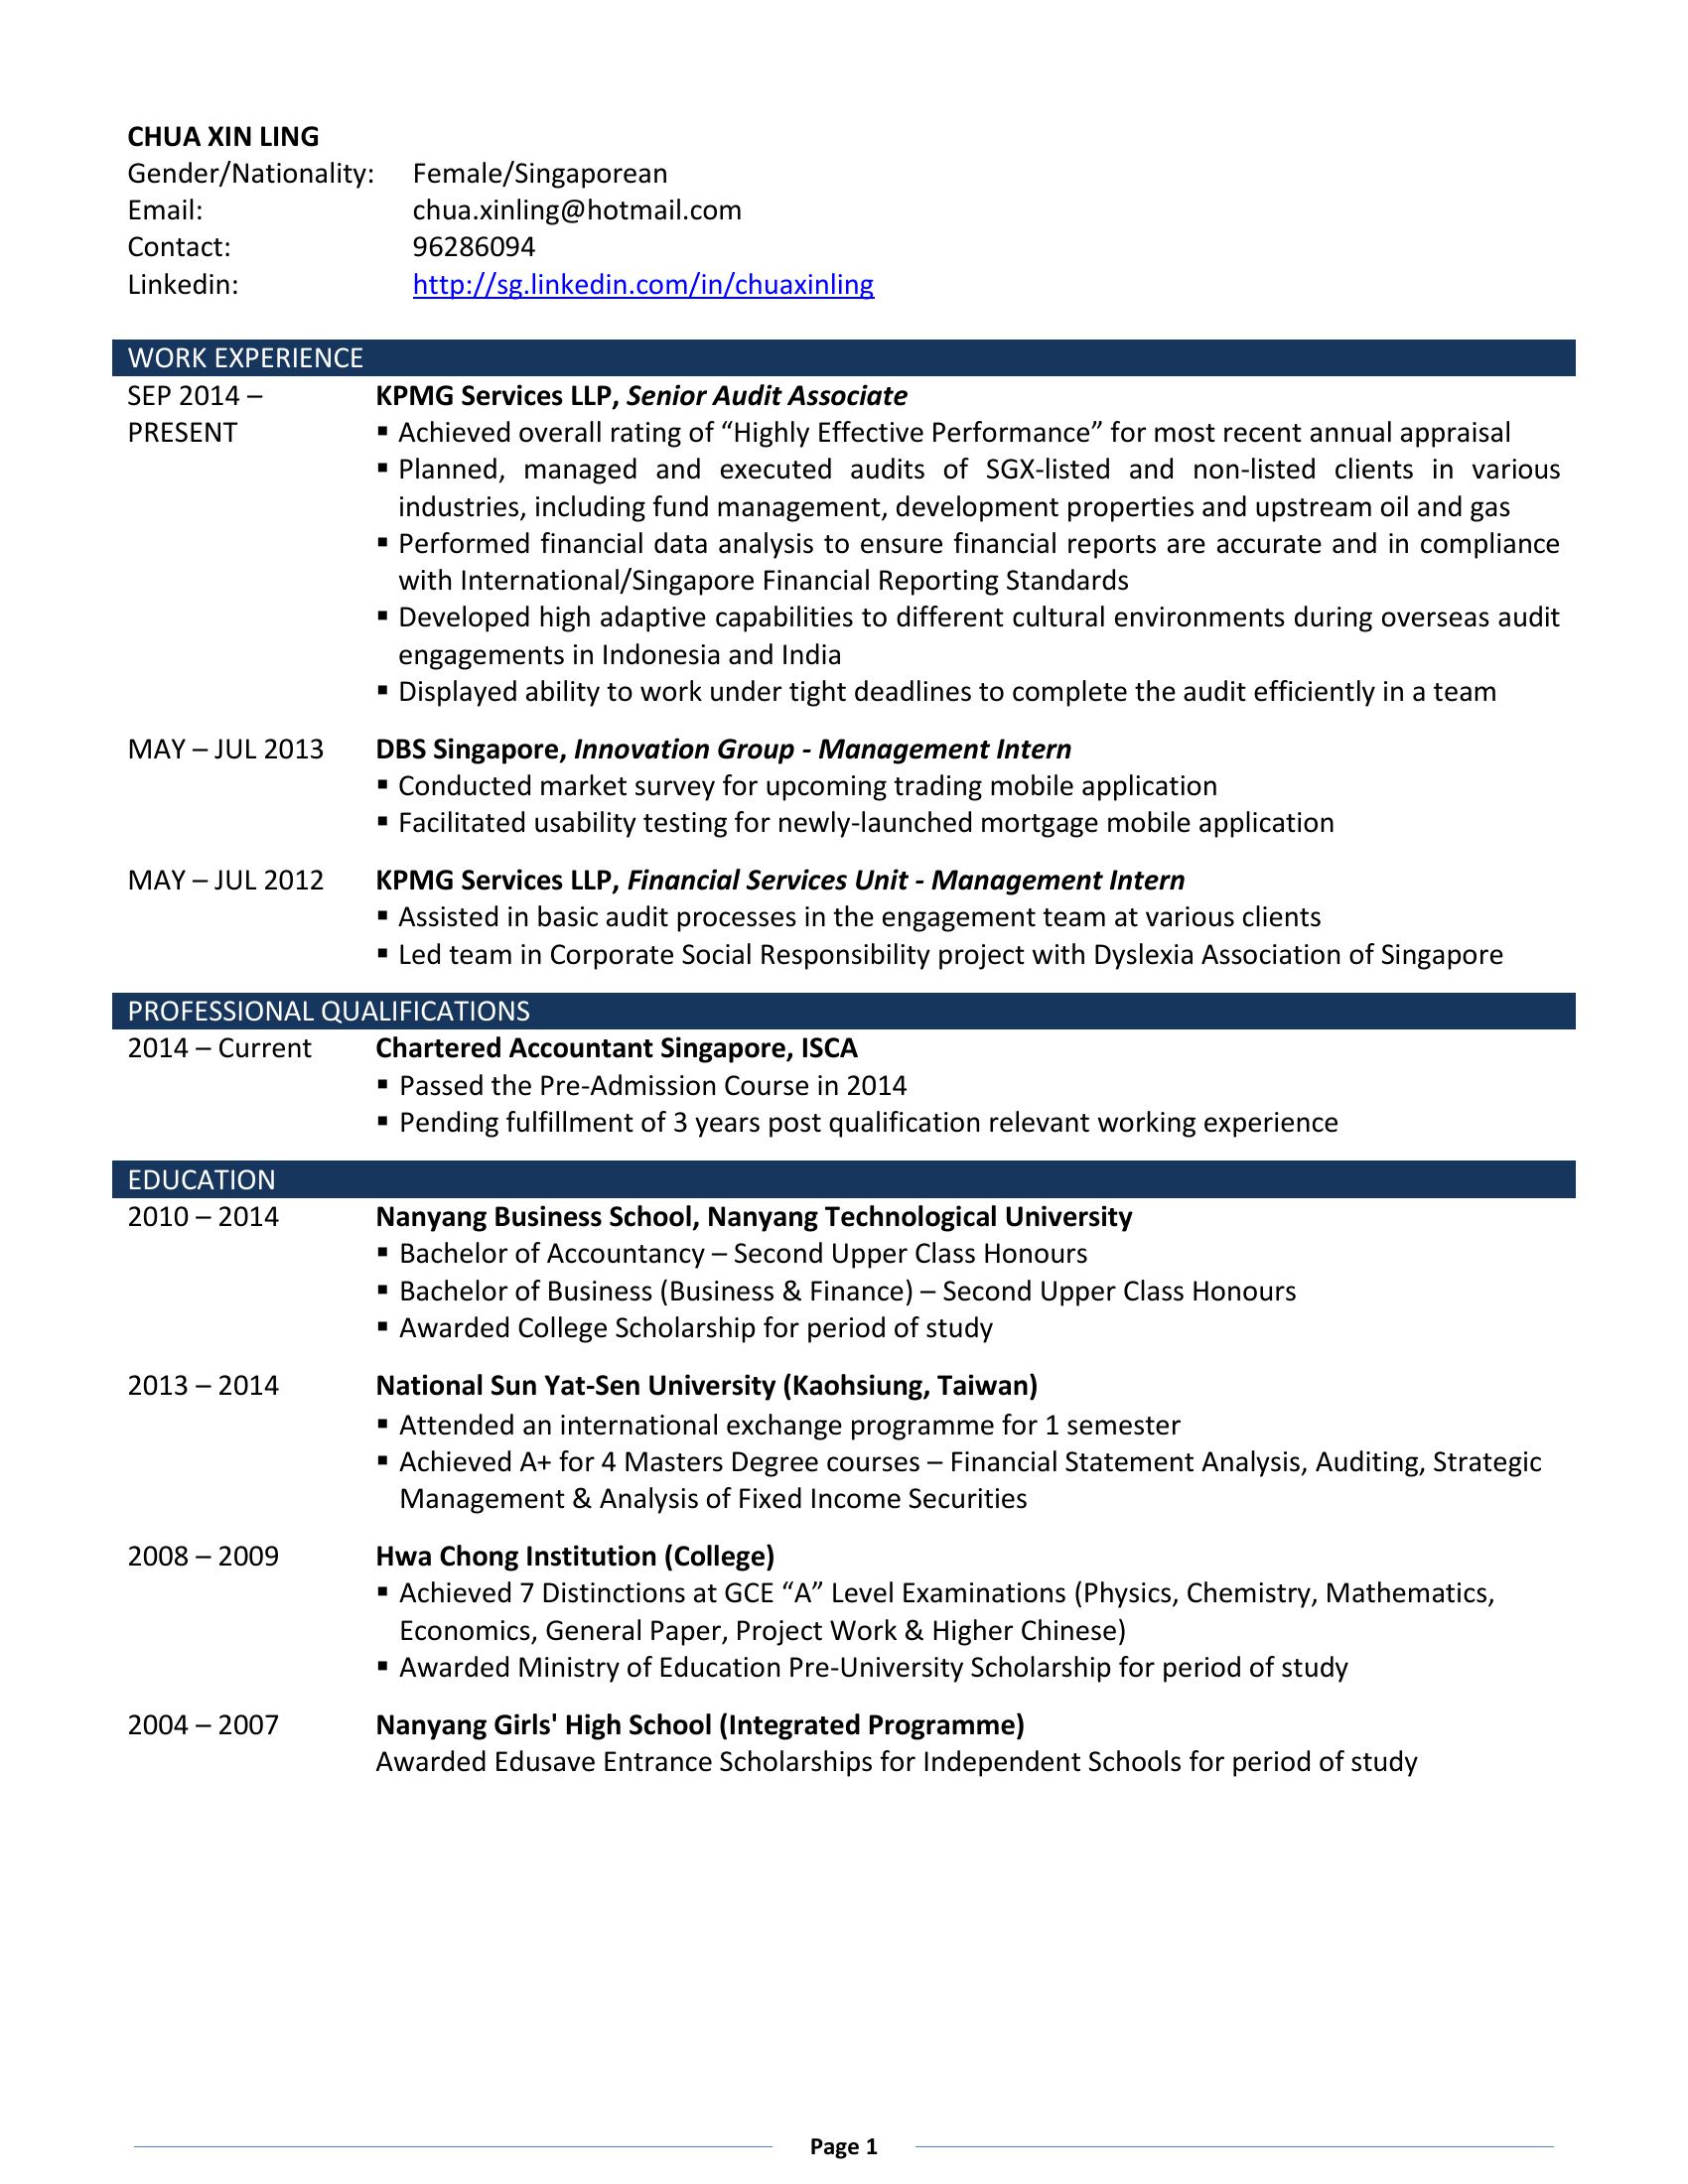 CHUA XIN LING
Gender/Nationality: Female/Singaporean
Email: chua.xinling@hotmail.com
Contact: 96286094
Linkedin: http://sg.linkedin.com/in/chuaxinling
WORK EXPERIENCE
SEP 2014 – KPMG Services LLP, Senior Audit Associate
PRESENT ▪ Achieved overall rating of “Highly Effective Performance” for most recent annual appraisal
▪ Planned, managed and executed audits of SGX-listed and non-listed clients in various
industries, including fund management, development properties and upstream oil and gas
▪ Performed financial data analysis to ensure financial reports are accurate and in compliance
with International/Singapore Financial Reporting Standards
▪ Developed high adaptive capabilities to different cultural environments during overseas audit
engagements in Indonesia and India
▪ Displayed ability to work under tight deadlines to complete the audit efficiently in a team
MAY – JUL 2013 DBS Singapore, Innovation Group - Management Intern
▪ Conducted market survey for upcoming trading mobile application
▪ Facilitated usability testing for newly-launched mortgage mobile application
MAY – JUL 2012 KPMG Services LLP, Financial Services Unit - Management Intern
▪ Assisted in basic audit processes in the engagement team at various clients
▪ Led team in Corporate Social Responsibility project with Dyslexia Association of Singapore
PROFESSIONAL QUALIFICATIONS
2014 – Current Chartered Accountant Singapore, ISCA
▪ Passed the Pre-Admission Course in 2014
▪ Pending fulfillment of 3 years post qualification relevant working experience
EDUCATION
2010 – 2014 Nanyang Business School, Nanyang Technological University
▪ Bachelor of Accountancy – Second Upper Class Honours
▪ Bachelor of Business (Business & Finance) – Second Upper Class Honours
▪ Awarded College Scholarship for period of study
2013 – 2014 National Sun Yat-Sen University (Kaohsiung, Taiwan)
▪ Attended an international exchange programme for 1 semester
▪ Achieved A+ for 4 Masters Degree courses – Financial Statement Analysis, Auditing, Strategic
Management & Analysis of Fixed Income Securities
2008 – 2009 Hwa Chong Institution (College)
▪ Achieved 7 Distinctions at GCE “A” Level Examinations (Physics, Chemistry, Mathematics,
Economics, General Paper, Project Work & Higher Chinese)
▪ Awarded Ministry of Education Pre-University Scholarship for period of study
2004 – 2007 Nanyang Girls' High School (Integrated Programme)
Awarded Edusave Entrance Scholarships for Independent Schools for period of study
Page 1